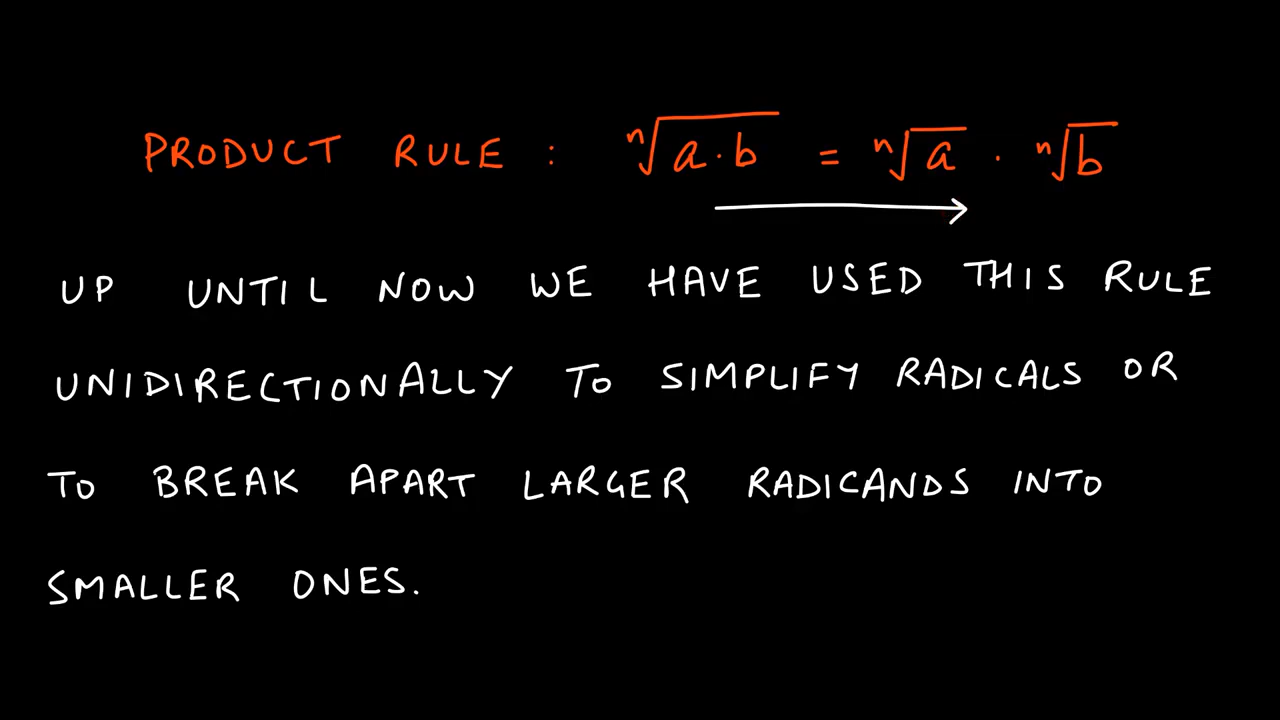 PRODUCT RULE : ⁿ√(a·b) = ⁿ√a · ⁿ√b
UP UNTIL NOW WE HAVE USED THIS RULE
UNIDIRECTIONALLY TO SIMPLIFY RADICALS OR
TO BREAK APART LARGER RADICANDS INTO
SMALLER ONES.